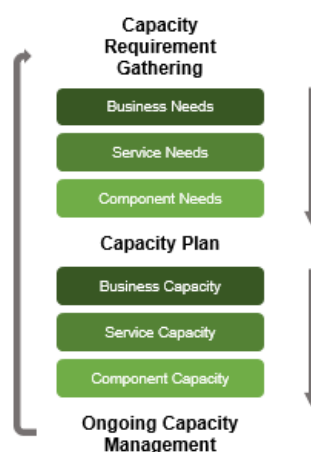 Capacity
Requirement
Gathering
Business Needs
Service Needs
Component Needs
Capacity Plan
Business Capacity
Service Capacity
Component Capacity
Ongoing Capacity
Management